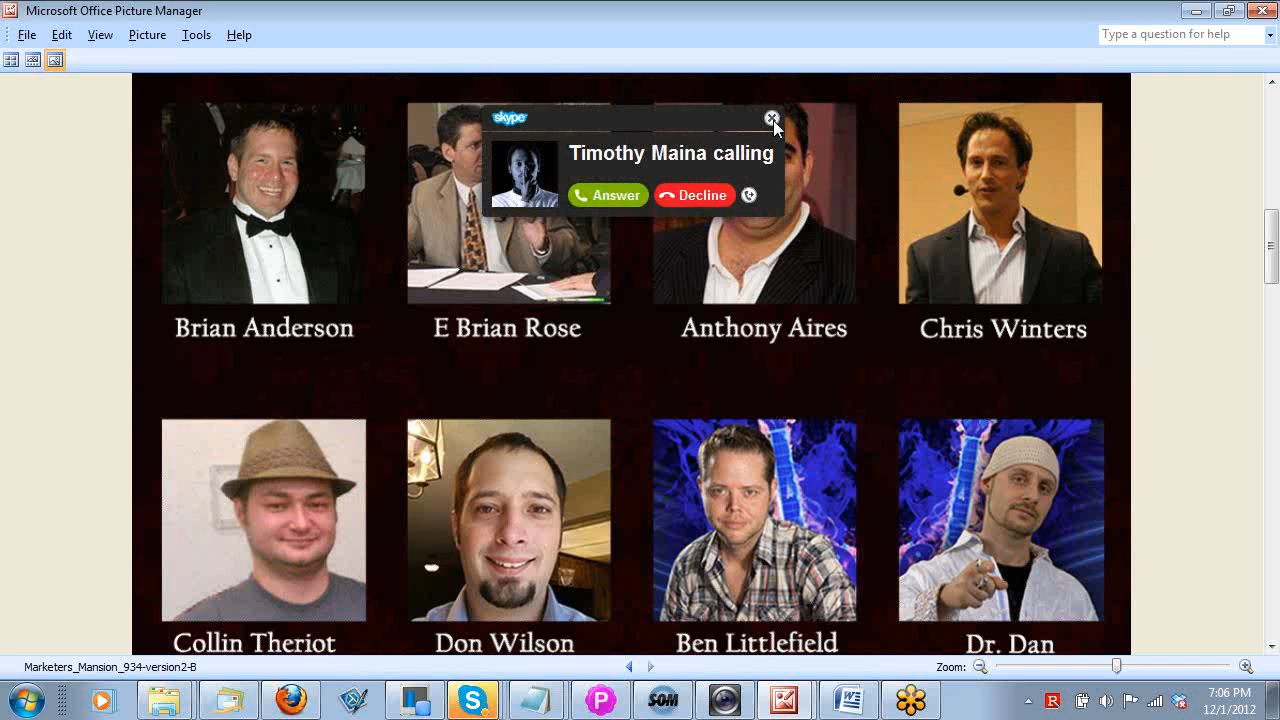 Microsoft Office Picture Manager
File Edit View Picture Tools Help
Type a question for help
skype
Timothy Maina calling
Answer Decline
Brian Anderson E Brian Rose Anthony Aires Chris Winters
Collin Theriot Don Wilson Ben Littlefield Dr. Dan
Marketers_Mansion_934-version2-B
Zoom:
SOM
7:06 PM
12/1/2012